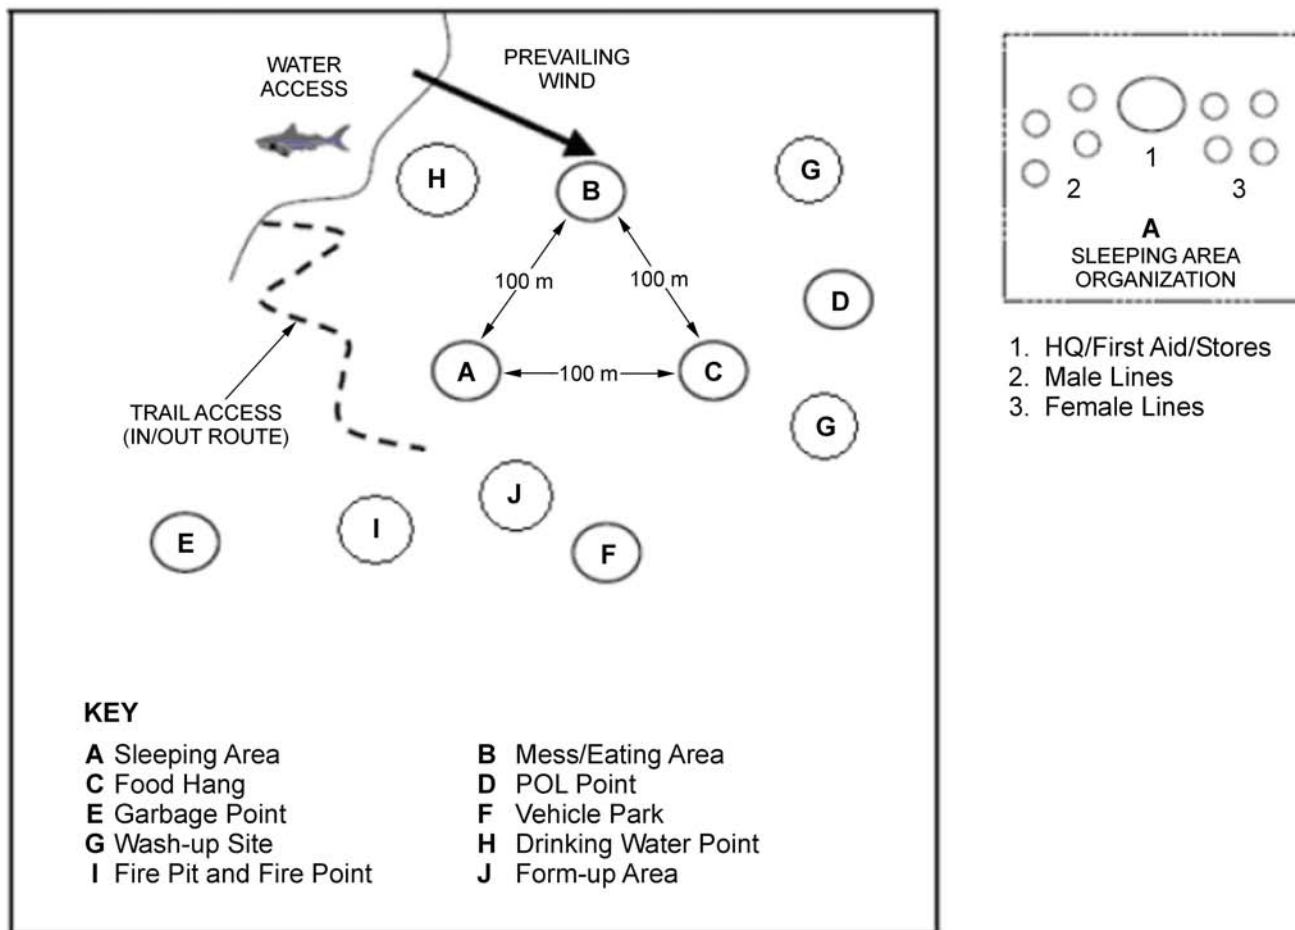 WATER
ACCESS
PREVAILING
WIND
H
B
G
100 m
100 m
D
A
100 m
C
TRAIL ACCESS
(IN/OUT ROUTE)
G
J
E
I
F
KEY
A Sleeping Area
B Mess/Eating Area
C Food Hang
D POL Point
E Garbage Point
F Vehicle Park
G Wash-up Site
H Drinking Water Point
I Fire Pit and Fire Point
J Form-up Area
1
2
3
A
SLEEPING AREA
ORGANIZATION
1. HQ/First Aid/Stores
2. Male Lines
3. Female Lines